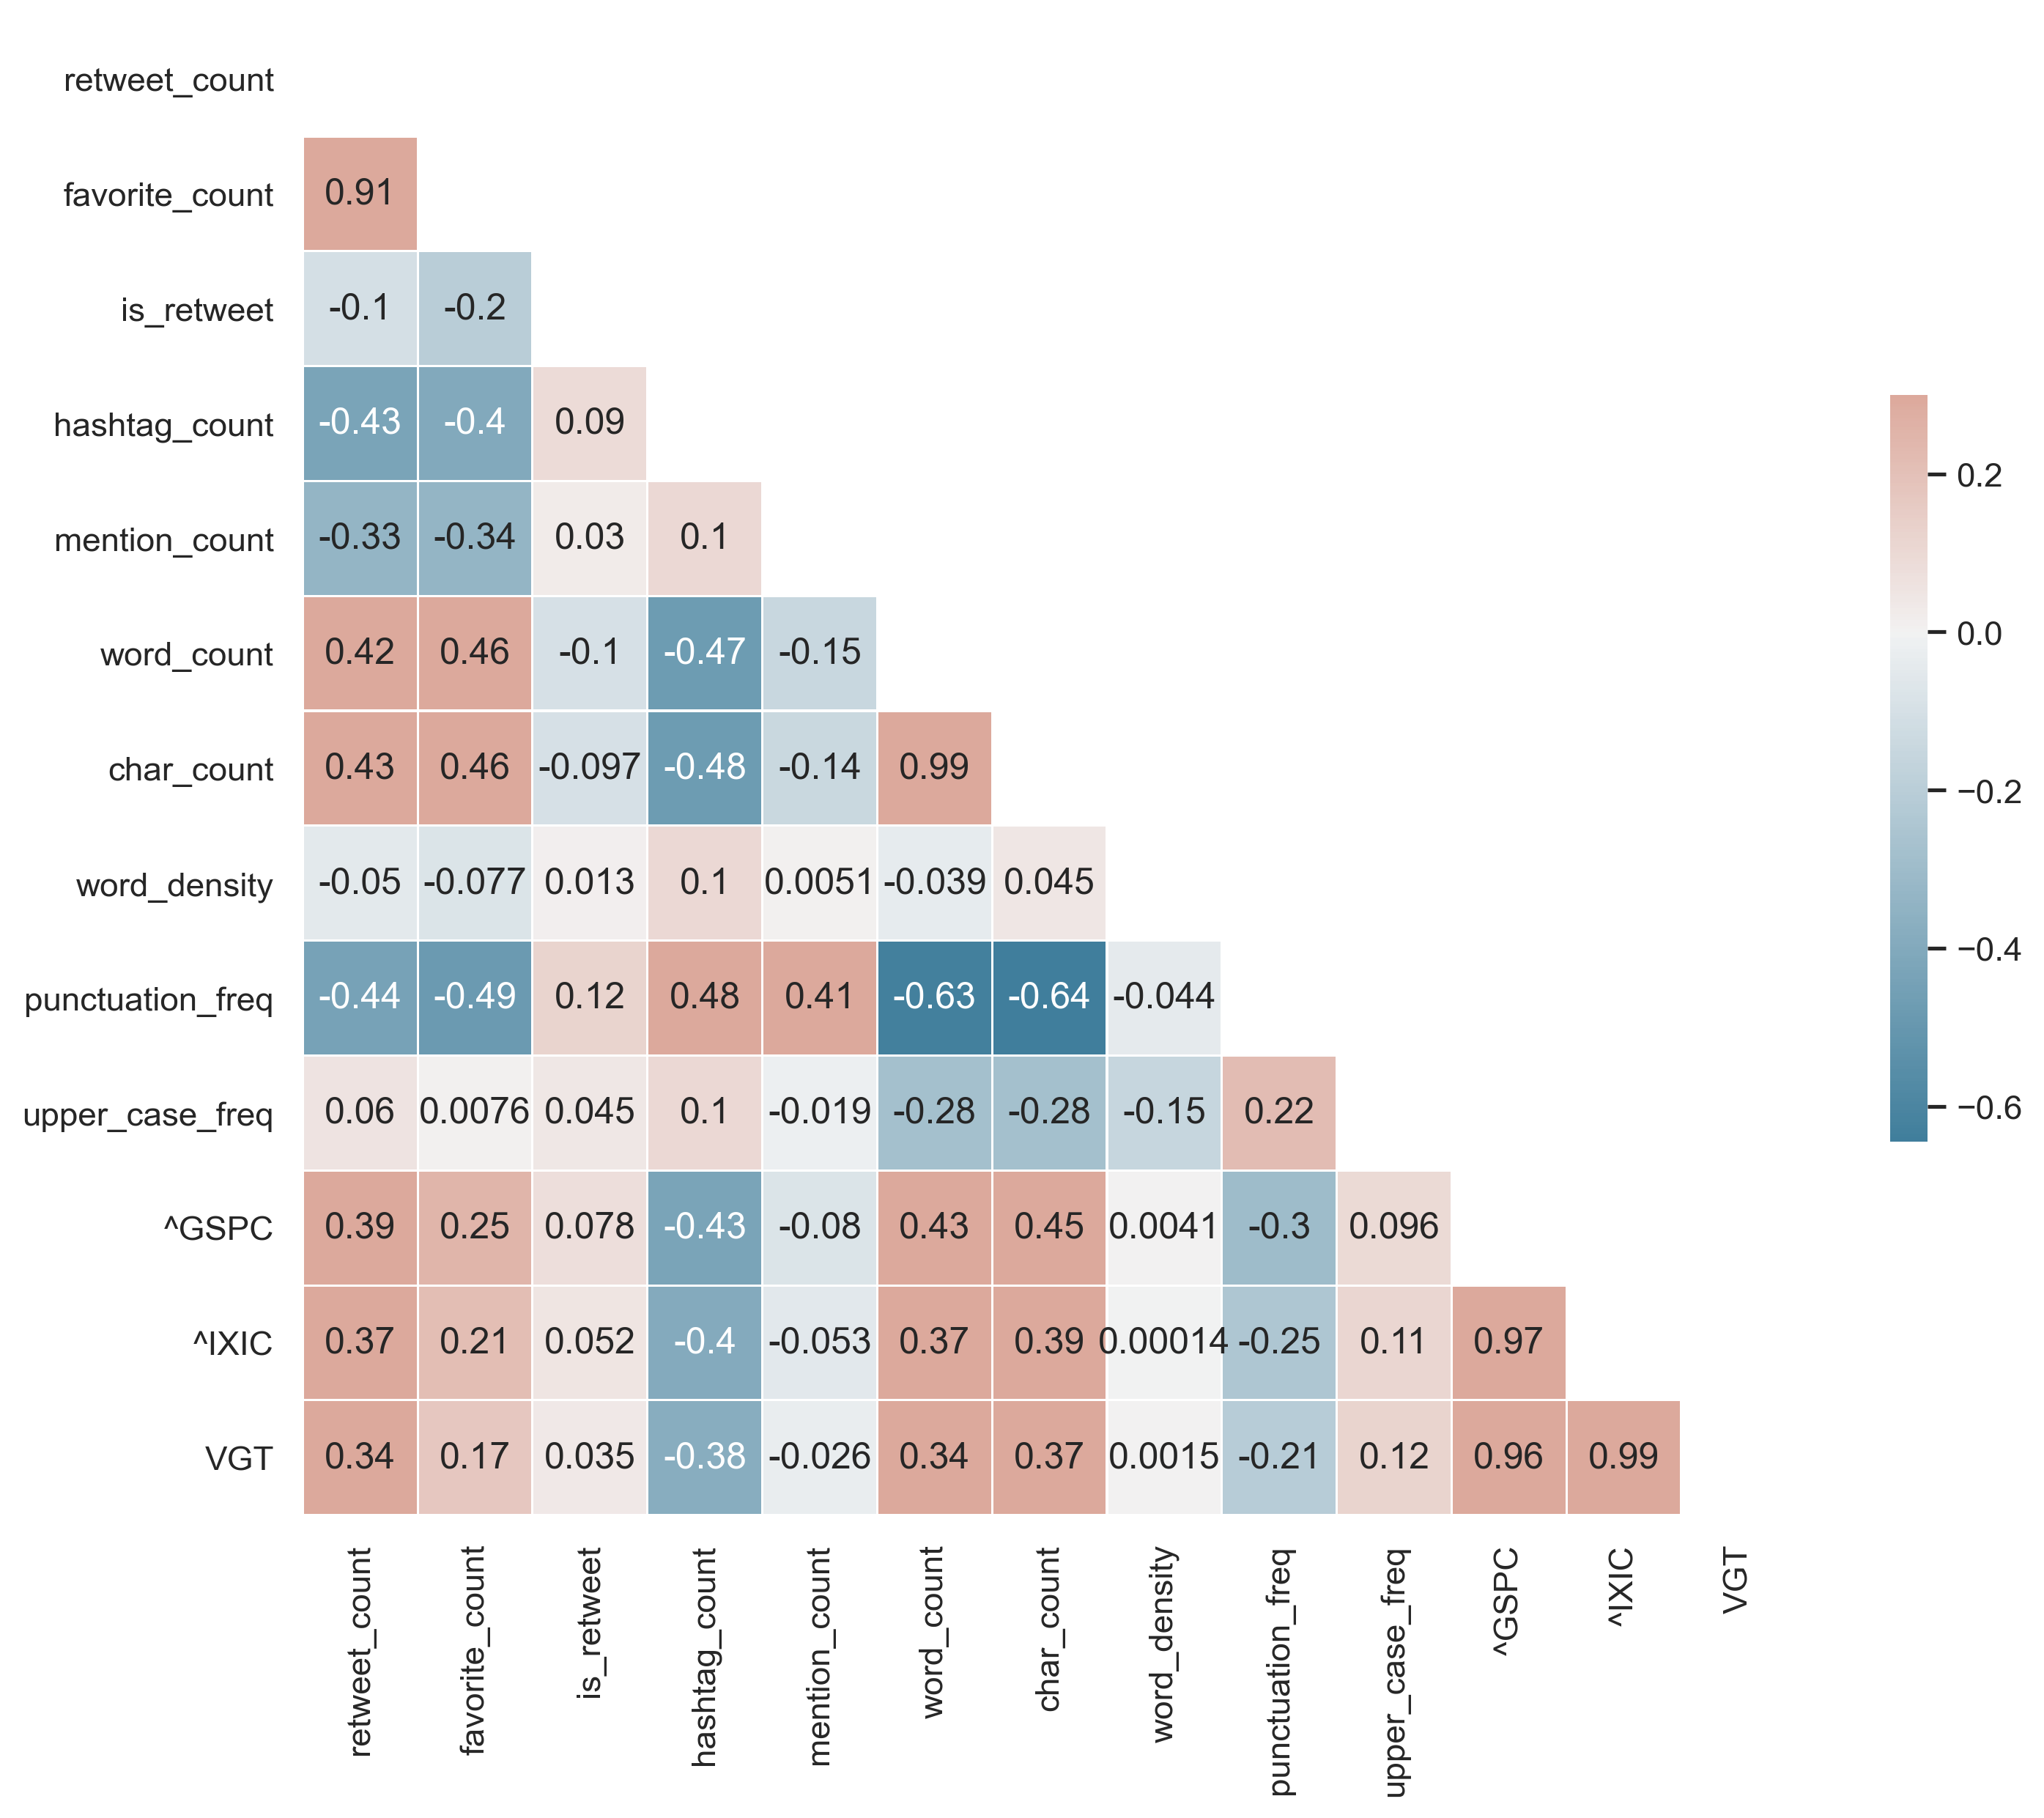 retweet_count
favorite_count 0.91
is_retweet -0.1 -0.2
hashtag_count -0.43 -0.4 0.09
mention_count -0.33 -0.34 0.03 0.1
word_count 0.42 0.46 -0.1 -0.47 -0.15
char_count 0.43 0.46 -0.097 -0.48 -0.14 0.99
word_density -0.05 -0.077 0.013 0.1 0.0051 -0.039 0.045
punctuation_freq -0.44 -0.49 0.12 0.48 0.41 -0.63 -0.64 -0.044
upper_case_freq 0.06 0.0076 0.045 0.1 -0.019 -0.28 -0.28 -0.15 0.22
^GSPC 0.39 0.25 0.078 -0.43 -0.08 0.43 0.45 0.0041 -0.3 0.096
^IXIC 0.37 0.21 0.052 -0.4 -0.053 0.37 0.39 0.00014 -0.25 0.11 0.97
VGT 0.34 0.17 0.035 -0.38 -0.026 0.34 0.37 0.0015 -0.21 0.12 0.96 0.99
retweet_count
favorite_count
is_retweet
hashtag_count
mention_count
word_count
char_count
word_density
punctuation_freq
upper_case_freq
^GSPC
^IXIC
VGT
0.2
0.0
−0.2
−0.4
−0.6